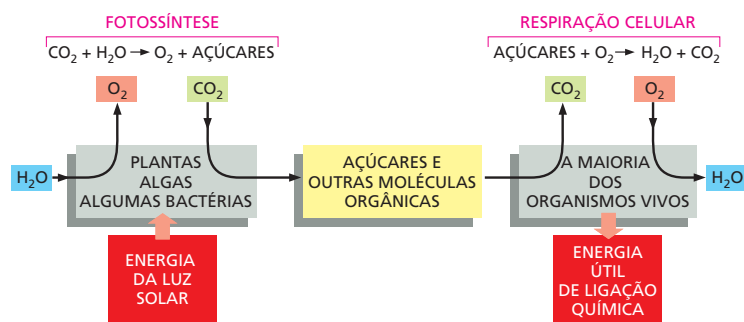 FOTOSSÍNTESE
CO2 + H2O → O2 + AÇÚCARES
O2
CO2
H2O
PLANTAS
ALGAS
ALGUMAS BACTÉRIAS
ENERGIA
DA LUZ
SOLAR
AÇÚCARES E
OUTRAS MOLÉCULAS
ORGÂNICAS
RESPIRAÇÃO CELULAR
AÇÚCARES + O2 → H2O + CO2
CO2
O2
A MAIORIA
DOS
ORGANISMOS VIVOS
H2O
ENERGIA
ÚTIL
DE LIGAÇÃO
QUÍMICA